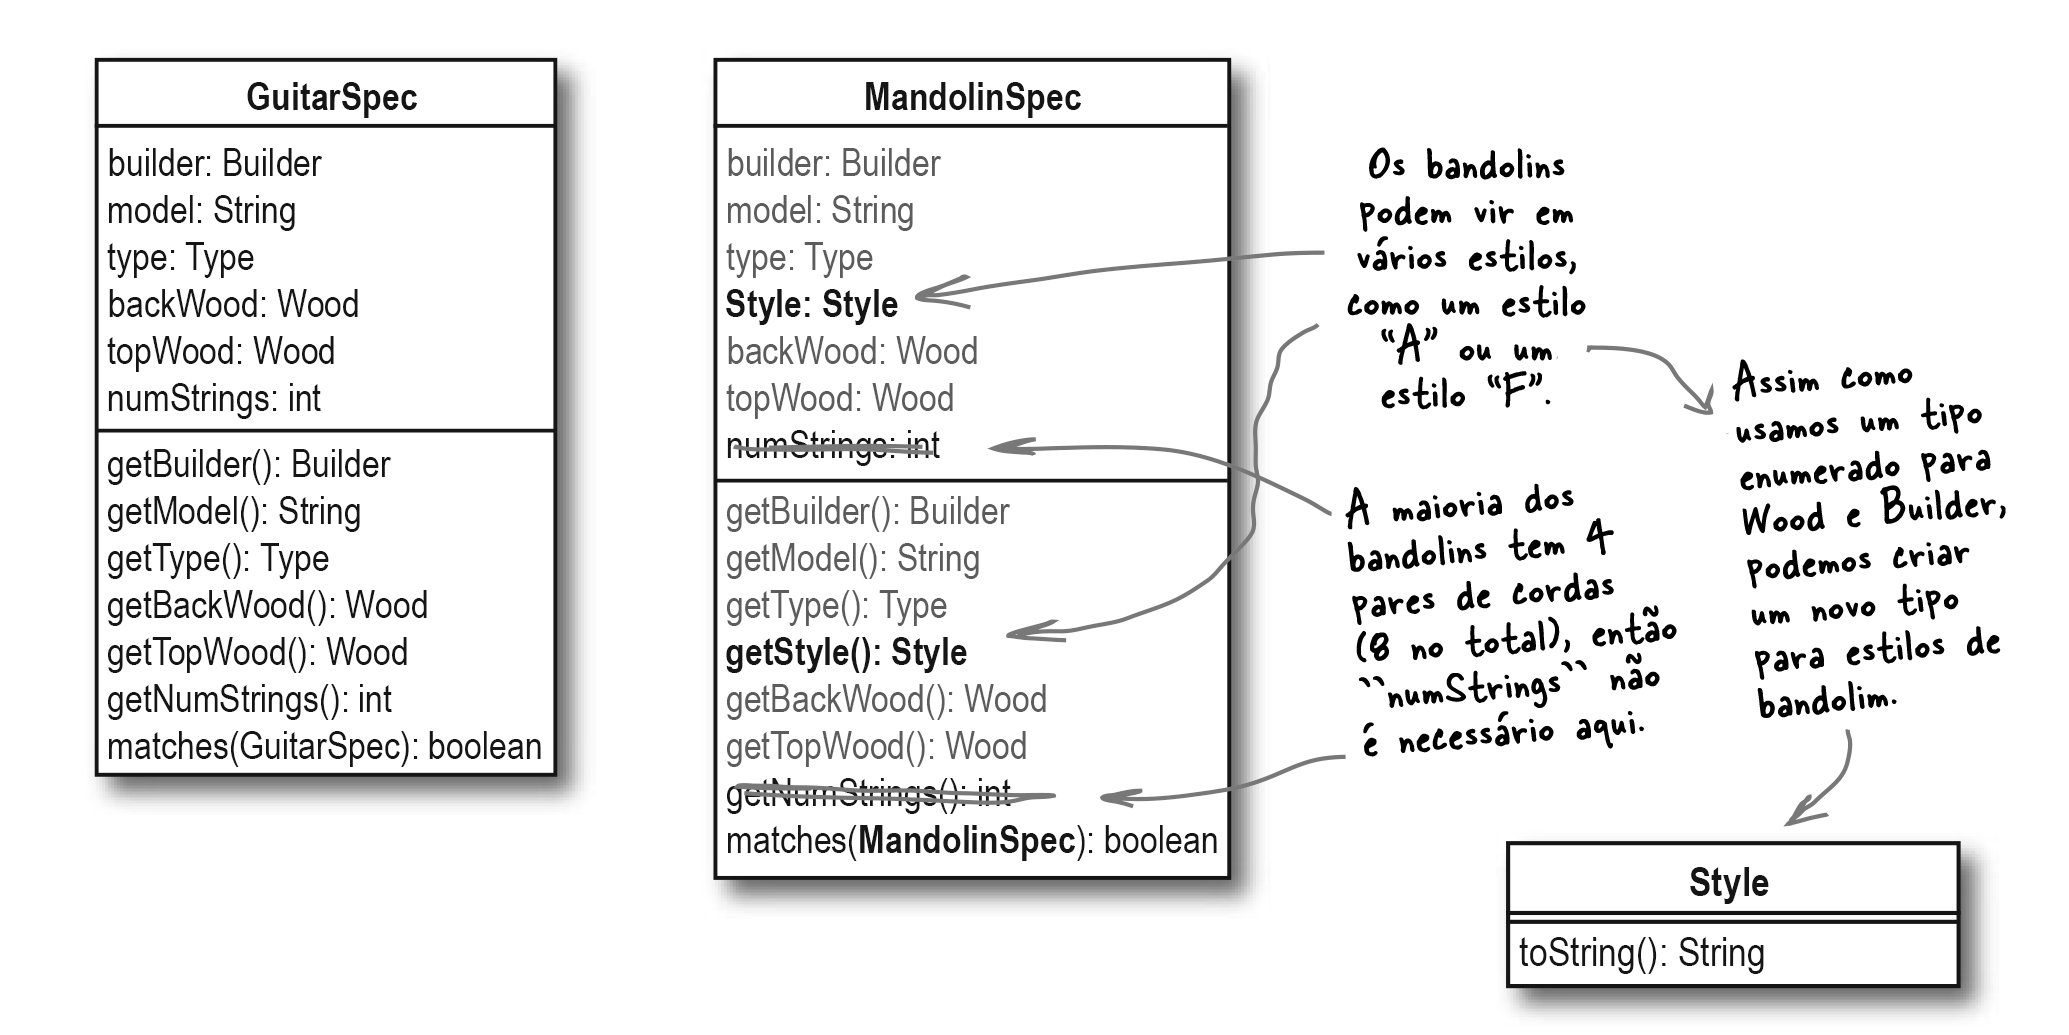 GuitarSpec
builder: Builder
model: String
type: Type
backWood: Wood
topWood: Wood
numStrings: int
getBuilder(): Builder
getModel(): String
getType(): Type
getBackWood(): Wood
getTopWood(): Wood
getNumStrings(): int
matches(GuitarSpec): boolean
MandolinSpec
builder: Builder
model: String
type: Type
Style: Style
backWood: Wood
topWood: Wood
numStrings: int
getBuilder(): Builder
getModel(): String
getType(): Type
getStyle(): Style
getBackWood(): Wood
getTopWood(): Wood
getNumStrings(): int
matches(MandolinSpec): boolean
Os bandolins
podem vir em
vários estilos,
como um estilo
“A” ou um
estilo “F”.
A maioria dos
bandolins tem 4
pares de cordas
(8 no total), então
``numStrings`` não
é necessário aqui.
Assim como
usamos um tipo
enumerado para
Wood e Builder,
podemos criar
um novo tipo
para estilos de
bandolim.
Style
toString(): String